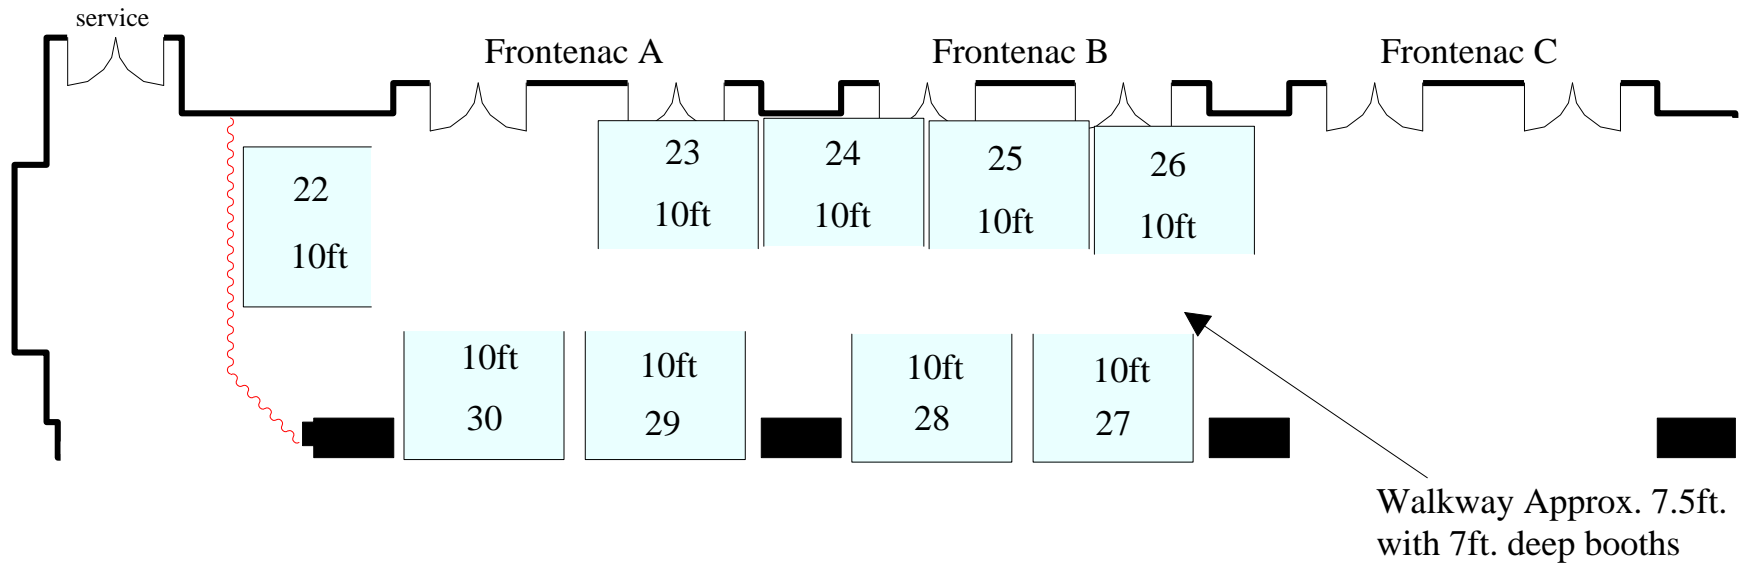 service
Frontenac A
Frontenac B
Frontenac C
22
10ft
23
10ft
24
10ft
25
10ft
26
10ft
10ft
30
10ft
29
10ft
28
10ft
27
Walkway Approx. 7.5ft.
with 7ft. deep booths